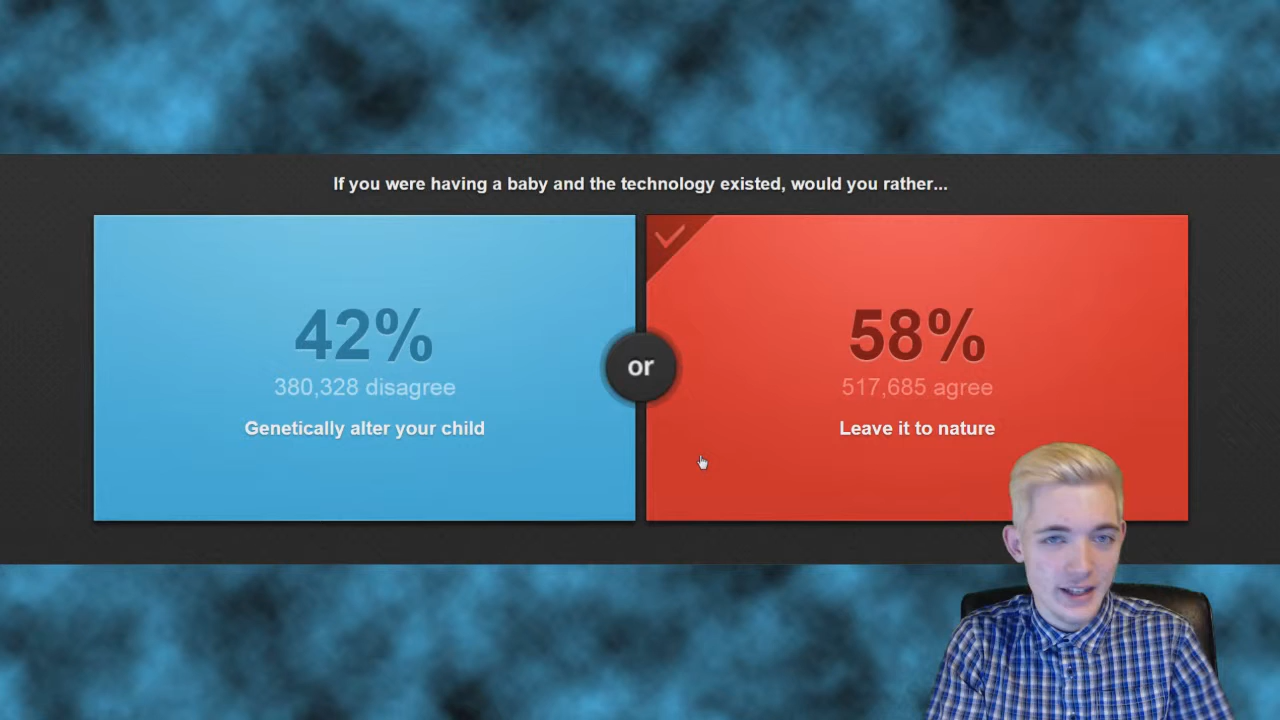 If you were having a baby and the technology existed, would you rather...
42%
380,328 disagree
Genetically alter your child
or
58%
517,685 agree
Leave it to nature